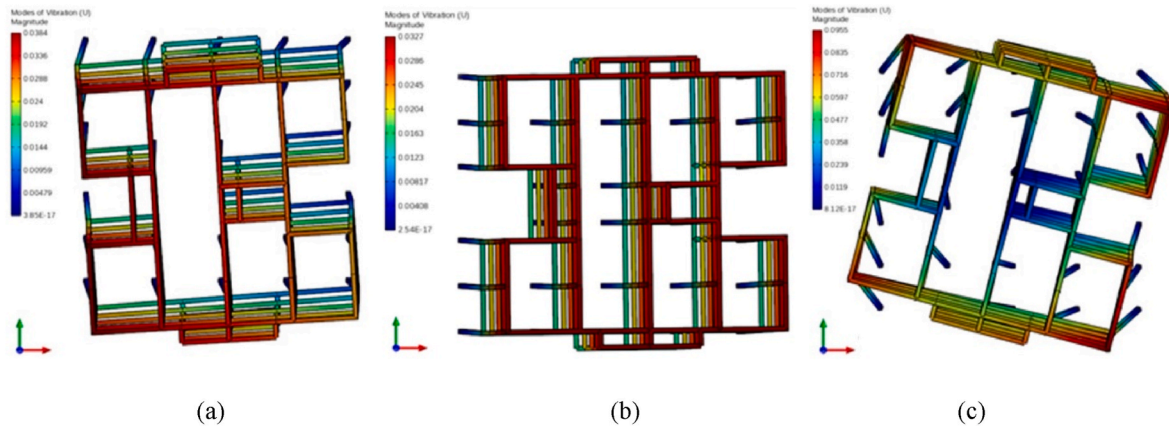 Modes of Vibration (U)
Magnitude
0.0384
0.0336
0.0288
0.024
0.0192
0.0144
0.00959
0.00479
3.85E-17
Modes of Vibration (U)
Magnitude
0.0327
0.0286
0.0245
0.0204
0.0163
0.0123
0.00817
0.00408
2.54E-17
Modes of Vibration (U)
Magnitude
0.0955
0.0835
0.0716
0.0597
0.0477
0.0358
0.0239
0.0119
8.12E-17
(a)
(b)
(c)